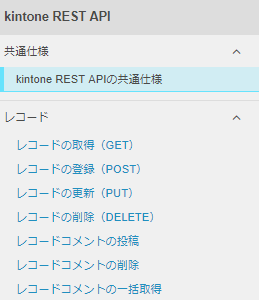 kintone REST API
共通仕様
kintone REST APIの共通仕様
レコード
レコードの取得（GET）
レコードの登録（POST）
レコードの更新（PUT）
レコードの削除（DELETE）
レコードコメントの投稿
レコードコメントの削除
レコードコメントの一括取得